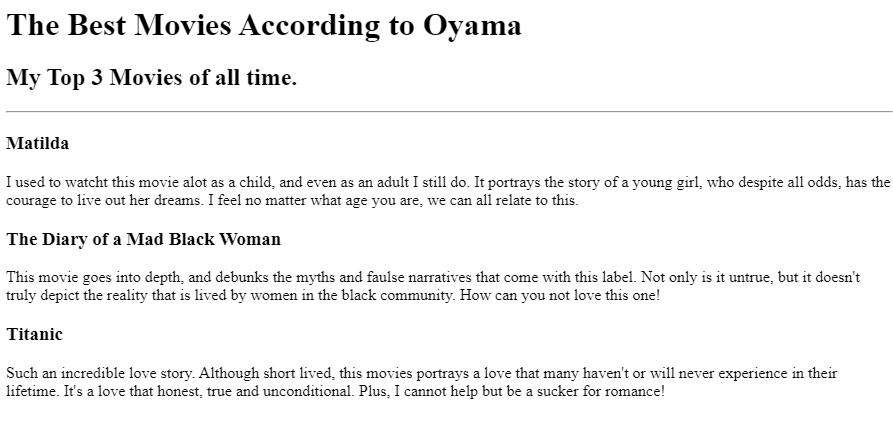 The Best Movies According to Oyama
My Top 3 Movies of all time.
Matilda
I used to watcht this movie alot as a child, and even as an adult I still do. It portrays the story of a young girl, who despite all odds, has the
courage to live out her dreams. I feel no matter what age you are, we can all relate to this.
The Diary of a Mad Black Woman
This movie goes into depth, and debunks the myths and faulse narratives that come with this label. Not only is it untrue, but it doesn't
truly depict the reality that is lived by women in the black community. How can you not love this one!
Titanic
Such an incredible love story. Although short lived, this movies portrays a love that many haven't or will never experience in their
lifetime. It's a love that honest, true and unconditional. Plus, I cannot help but be a sucker for romance!